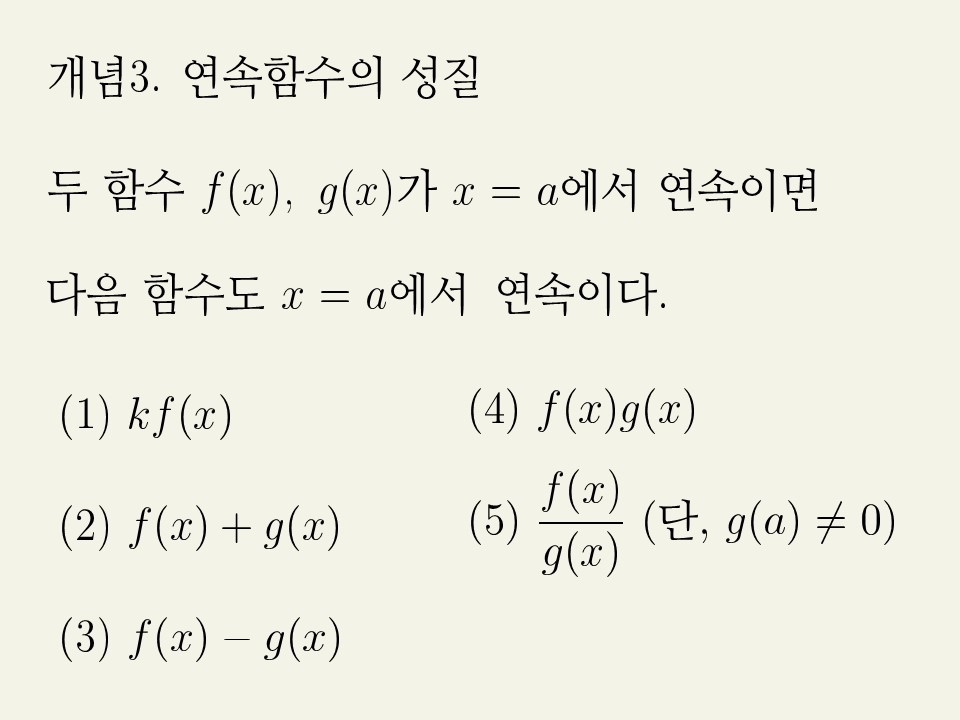 개념3. 연속함수의 성질
두 함수 f(x), g(x)가 x = a에서 연속이면
다음 함수도 x = a에서 연속이다.
(1) kf(x)
(2) f(x) + g(x)
(3) f(x) − g(x)
(4) f(x)g(x)
(5) f(x)/g(x) (단, g(a) ≠ 0)